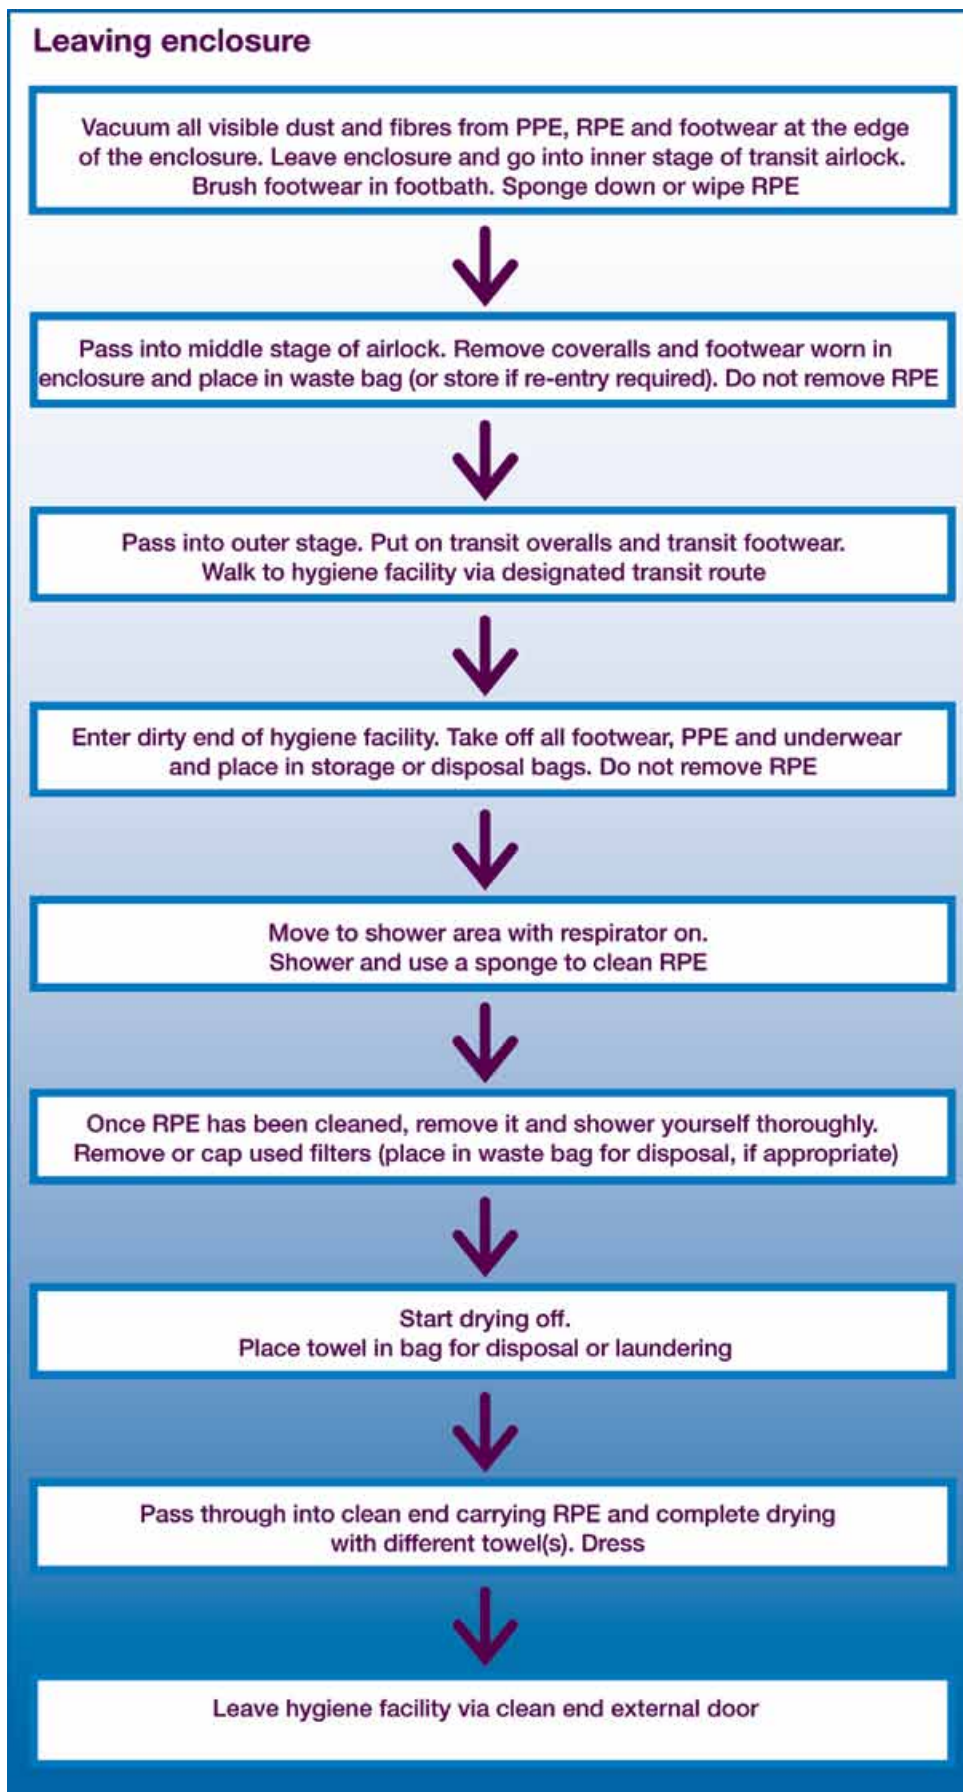 Leaving enclosure
Vacuum all visible dust and fibres from PPE, RPE and footwear at the edge
of the enclosure. Leave enclosure and go into inner stage of transit airlock.
Brush footwear in footbath. Sponge down or wipe RPE
Pass into middle stage of airlock. Remove coveralls and footwear worn in
enclosure and place in waste bag (or store if re-entry required). Do not remove RPE
Pass into outer stage. Put on transit overalls and transit footwear.
Walk to hygiene facility via designated transit route
Enter dirty end of hygiene facility. Take off all footwear, PPE and underwear
and place in storage or disposal bags. Do not remove RPE
Move to shower area with respirator on.
Shower and use a sponge to clean RPE
Once RPE has been cleaned, remove it and shower yourself thoroughly.
Remove or cap used filters (place in waste bag for disposal, if appropriate)
Start drying off.
Place towel in bag for disposal or laundering
Pass through into clean end carrying RPE and complete drying
with different towel(s). Dress
Leave hygiene facility via clean end external door